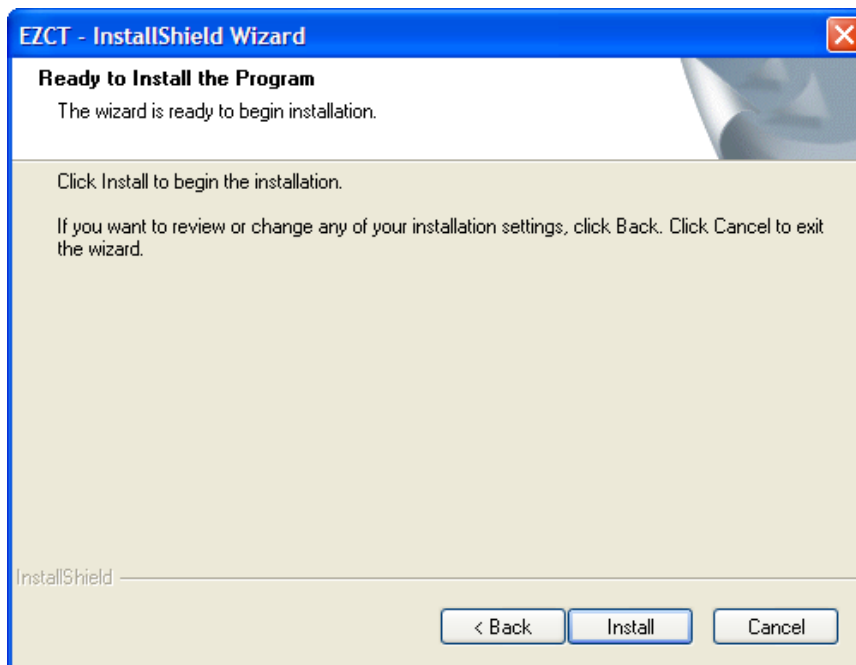 EZCT - InstallShield Wizard
Ready to Install the Program
The wizard is ready to begin installation.
Click Install to begin the installation.
If you want to review or change any of your installation settings, click Back. Click Cancel to exit
the wizard.
InstallShield
< Back Install Cancel